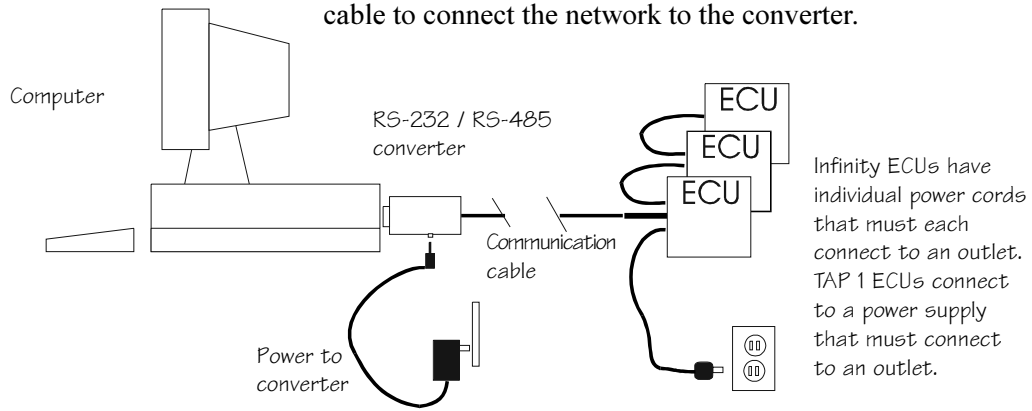 cable to connect the network to the converter.
Computer
RS-232 / RS-485
converter
ECU
ECU
ECU
Communication
cable
Power to
converter
Infinity ECUs have
individual power cords
that must each
connect to an outlet.
TAP 1 ECUs connect
to a power supply
that must connect
to an outlet.